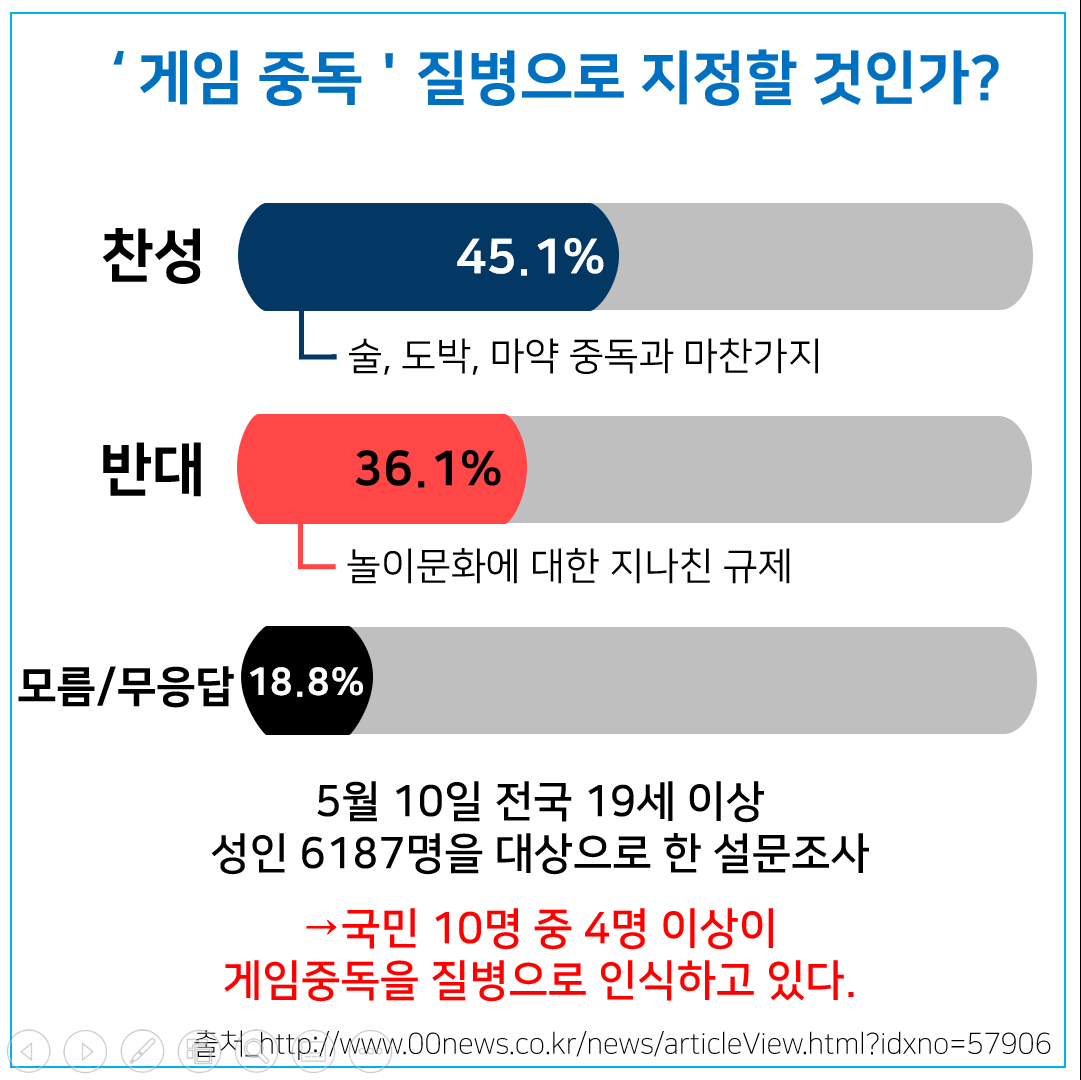 ‘ 게임 중독 ' 질병으로 지정할 것인가?
찬성
45.1%
술, 도박, 마약 중독과 마찬가지
반대
36.1%
놀이문화에 대한 지나친 규제
모름/무응답
18.8%
5월 10일 전국 19세 이상
성인 6187명을 대상으로 한 설문조사
→국민 10명 중 4명 이상이
게임중독을 질병으로 인식하고 있다.
출처_http://www.00news.co.kr/news/articleView.html?idxno=57906